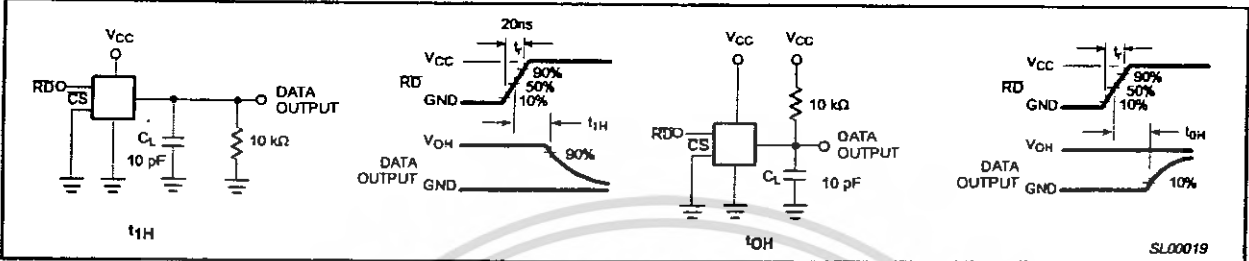 VCC
RD
CS
DATA
OUTPUT
CL
10 pF
10 kΩ
t1H
20ns
tr
VCC
90%
RD
50%
10%
GND
t1H
VOH
90%
DATA
OUTPUT
GND
VCC
VCC
10 kΩ
RD
CS
DATA
OUTPUT
CL
10 pF
t0H
tr
VCC
90%
RD
50%
10%
GND
t0H
VOH
DATA
OUTPUT
GND
10%
SL00019